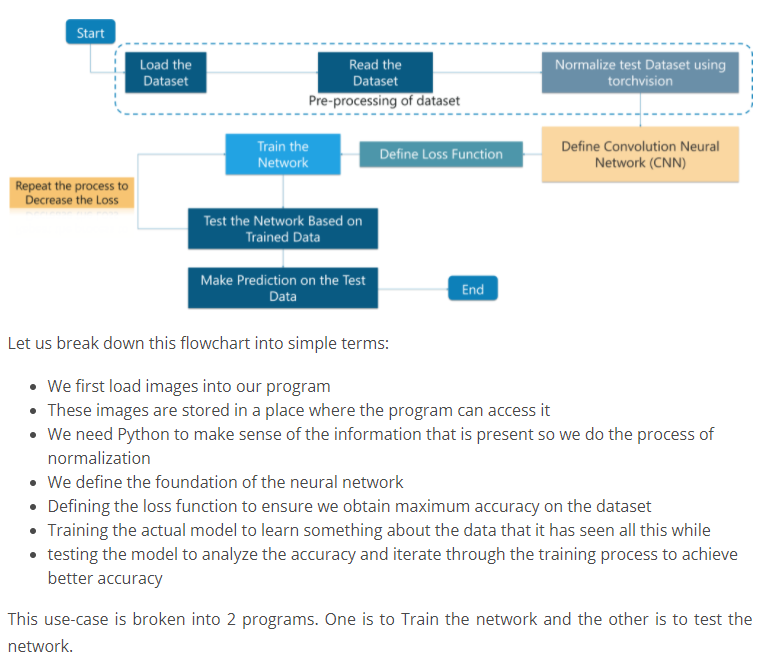 Start
Load the
Dataset
Read the
Dataset
Normalize test Dataset using
torchvision
Pre-processing of dataset
Define Convolution Neural
Network (CNN)
Define Loss Function
Train the
Network
Repeat the process to
Decrease the Loss
Test the Network Based on
Trained Data
Make Prediction on the Test
Data
End
Let us break down this flowchart into simple terms:
• We first load images into our program
• These images are stored in a place where the program can access it
• We need Python to make sense of the information that is present so we do the process of
normalization
• We define the foundation of the neural network
• Defining the loss function to ensure we obtain maximum accuracy on the dataset
• Training the actual model to learn something about the data that it has seen all this while
• testing the model to analyze the accuracy and iterate through the training process to achieve
better accuracy
This use-case is broken into 2 programs. One is to Train the network and the other is to test the
network.